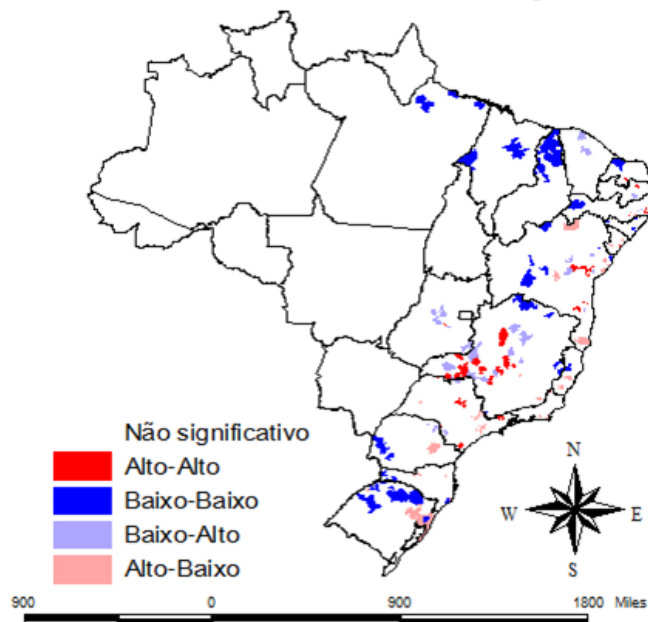 Não significativo
Alto-Alto
Baixo-Baixo
Baixo-Alto
Alto-Baixo
N
W E
S
900 0 900 1800 Miles